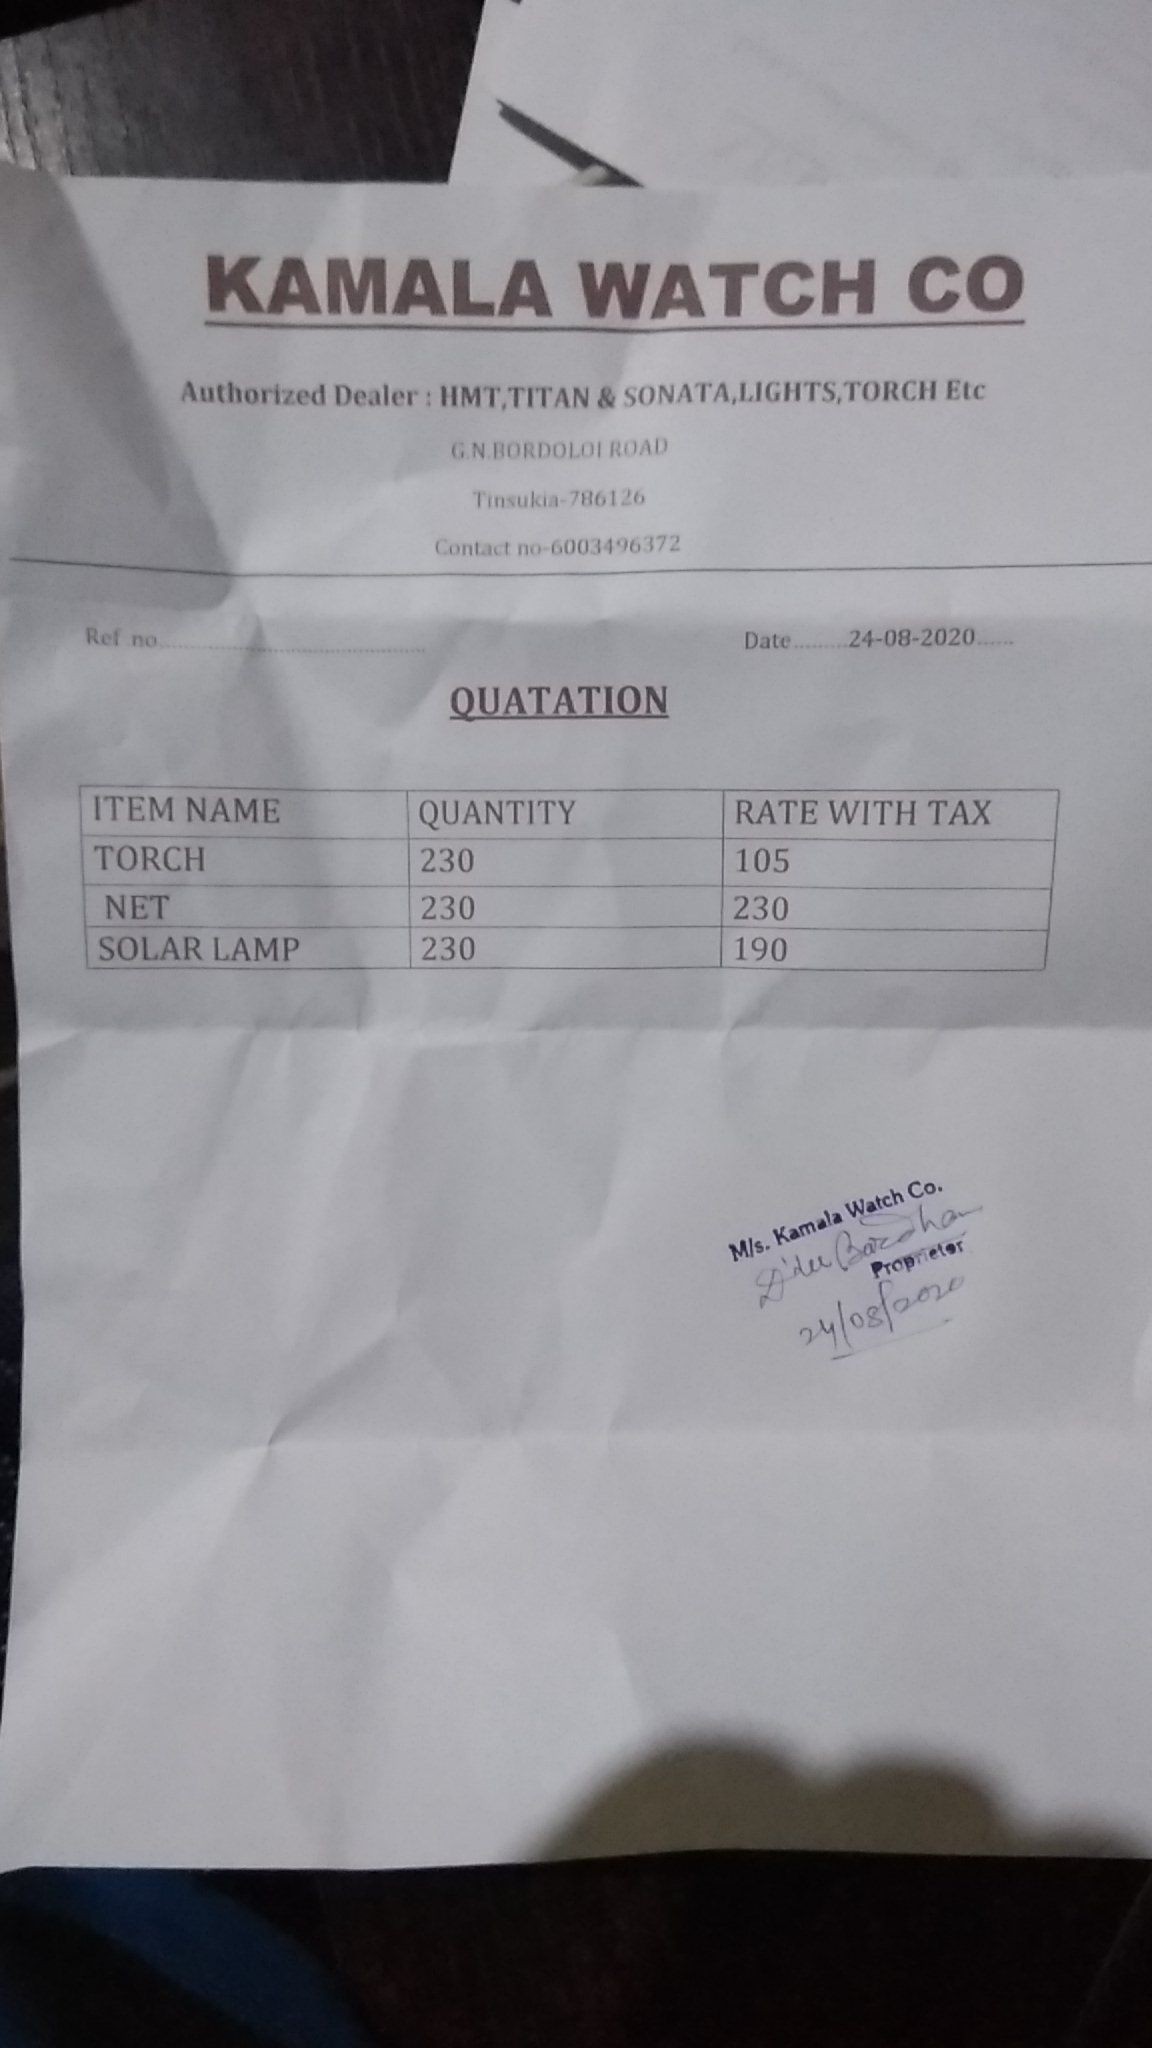 KAMALA WATCH CO
Authorized Dealer : HMT,TITAN & SONATA,LIGHTS,TORCH Etc
G.N.BORDOLOI ROAD
Tinsukia-786126
Contact no-6003496372
Ref no............................................................
Date.........24-08-2020......
QUATATION
ITEM NAME QUANTITY RATE WITH TAX
TORCH 230 105
NET 230 230
SOLAR LAMP 230 190
M/s. Kamala Watch Co.
Proprietor
24/08/2020